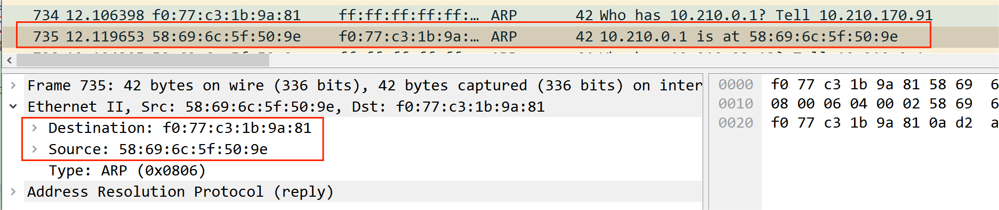 734 12.106398 f0:77:c3:1b:9a:81 ff:ff:ff:ff:ff:… ARP 42 Who has 10.210.0.1? Tell 10.210.170.91
735 12.119653 58:69:6c:5f:50:9e f0:77:c3:1b:9a:… ARP 42 10.210.0.1 is at 58:69:6c:5f:50:9e
Frame 735: 42 bytes on wire (336 bits), 42 bytes captured (336 bits) on inter
Ethernet II, Src: 58:69:6c:5f:50:9e, Dst: f0:77:c3:1b:9a:81
Destination: f0:77:c3:1b:9a:81
Source: 58:69:6c:5f:50:9e
Type: ARP (0x0806)
Address Resolution Protocol (reply)
0000 f0 77 c3 1b 9a 81 58 69 6
0010 08 00 06 04 00 02 58 69 6
0020 f0 77 c3 1b 9a 81 0a d2 a